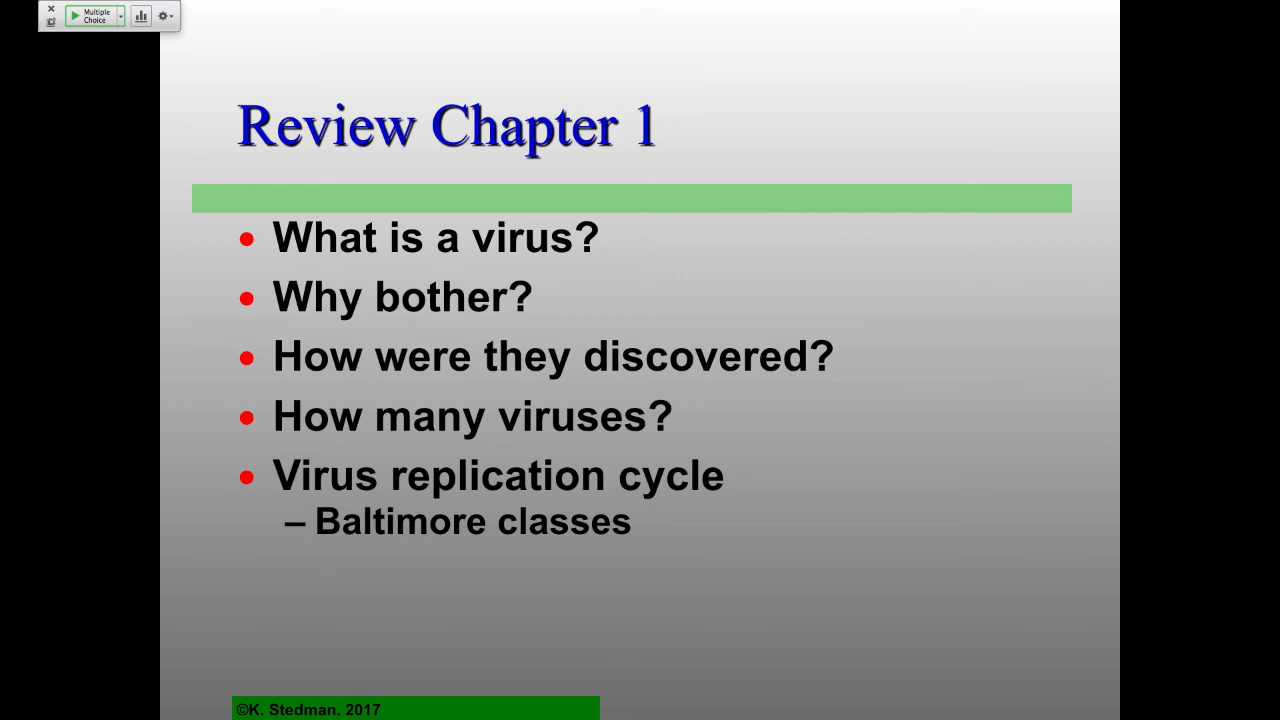 Multiple
Choice
Review Chapter 1
• What is a virus?
• Why bother?
• How were they discovered?
• How many viruses?
• Virus replication cycle
– Baltimore classes
©K. Stedman. 2017